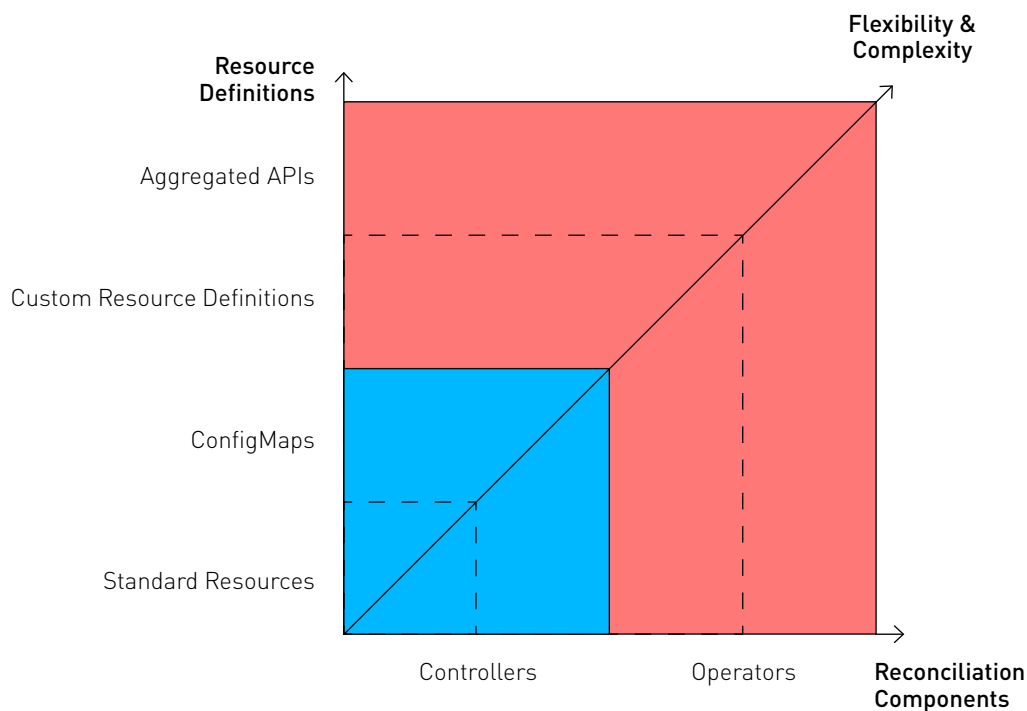 Flexibility &
Complexity
Resource
Definitions
Aggregated APIs
Custom Resource Definitions
ConfigMaps
Standard Resources
Controllers
Operators
Reconciliation
Components